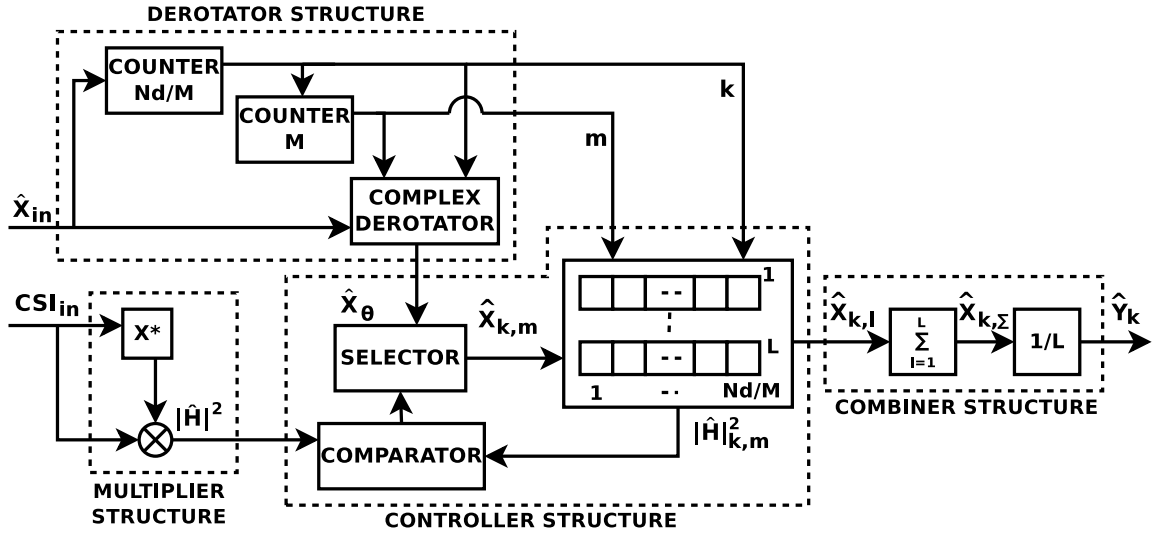 DEROTATOR STRUCTURE
COUNTER
Nd/M
COUNTER
M
k
m
X̂in
COMPLEX
DEROTATOR
CSIin
X*
|Ĥ|²
MULTIPLIER
STRUCTURE
X̂θ
SELECTOR
X̂k,m
COMPARATOR
1
--
L
--
1
--
Nd/M
|Ĥ|²k,m
CONTROLLER STRUCTURE
X̂k,l
L
Σ
l=1
X̂k,Σ
1/L
Ŷk
COMBINER STRUCTURE